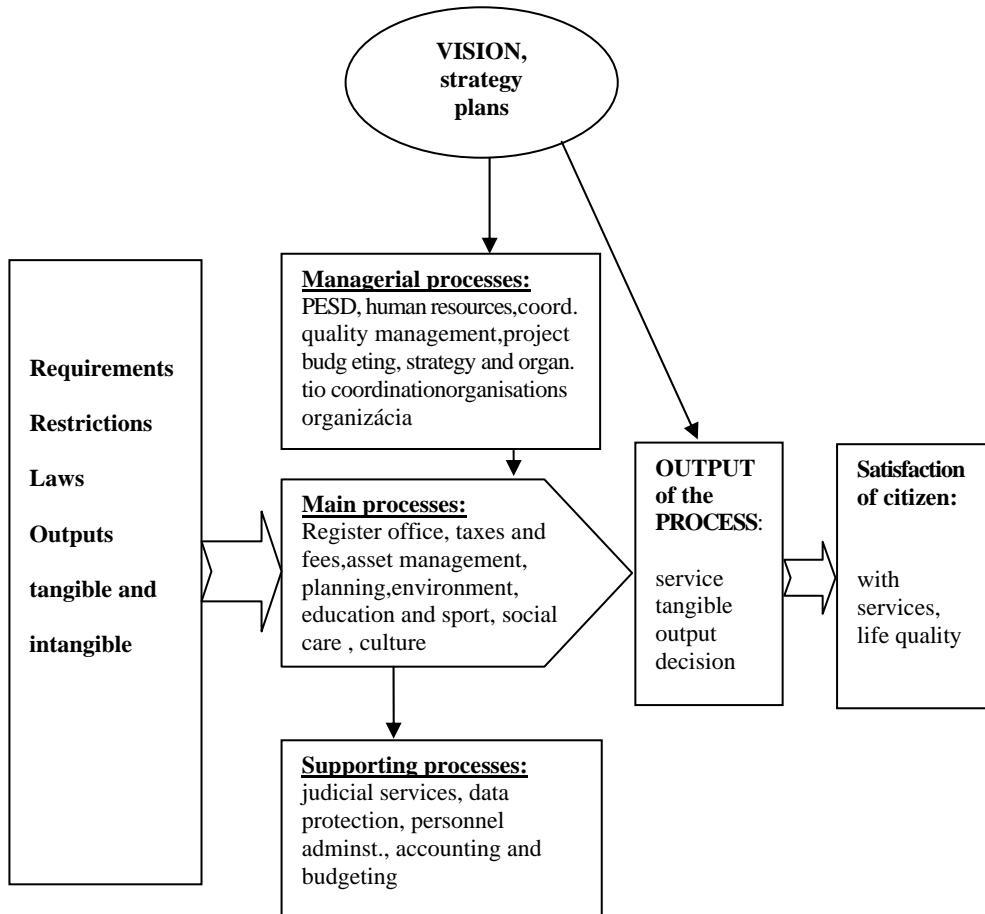 VISION,
strategy
plans
Requirements
Restrictions
Laws
Outputs
tangible and
intangible
Managerial processes:
PESD, human resources,coord.
quality management,project
budg eting, strategy and organ.
tio coordinationorganisations
organizácia
Main processes:
Register office, taxes and
fees,asset management,
planning,environment,
education and sport, social
care , culture
Supporting processes:
judicial services, data
protection, personnel
adminst., accounting and
budgeting
OUTPUT
of the
PROCESS:
service
tangible
output
decision
Satisfaction
of citizen:
with
services,
life quality